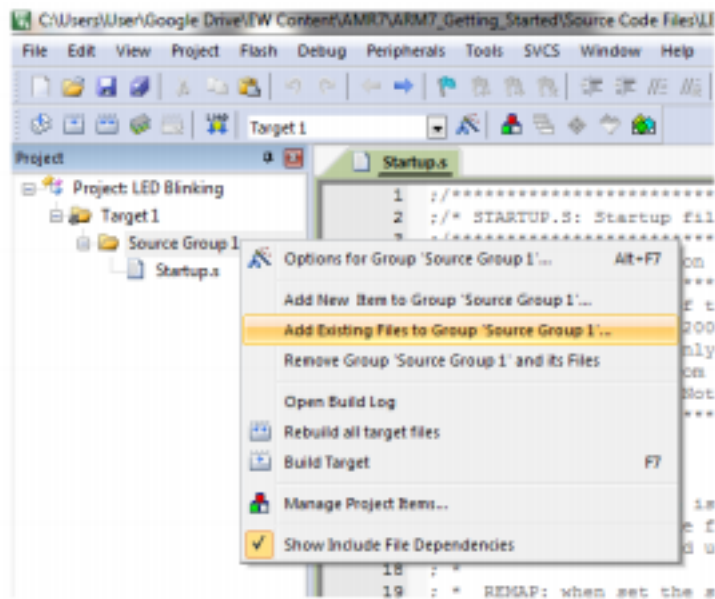 C:\Users\User\Google Drive\EW Content\AMR7\ARM7_Getting_Started\Source Code Files\
File Edit View Project Flash Debug Peripherals Tools SVCS Window Help
Target 1
Project
Startup.s
Project: LED Blinking
Target 1
Source Group 1
Startup.s
1 ;/***********************
2 ;/* STARTUP.S: Startup fil
3 ;/***********************
Options for Group 'Source Group 1'... Alt+F7
Add New Item to Group 'Source Group 1'...
Add Existing Files to Group 'Source Group 1'...
Remove Group 'Source Group 1' and its Files
Open Build Log
Rebuild all target files
Build Target F7
Manage Project Items...
Show Include File Dependencies
18 ; *
19 ; * REMAP: when set the s